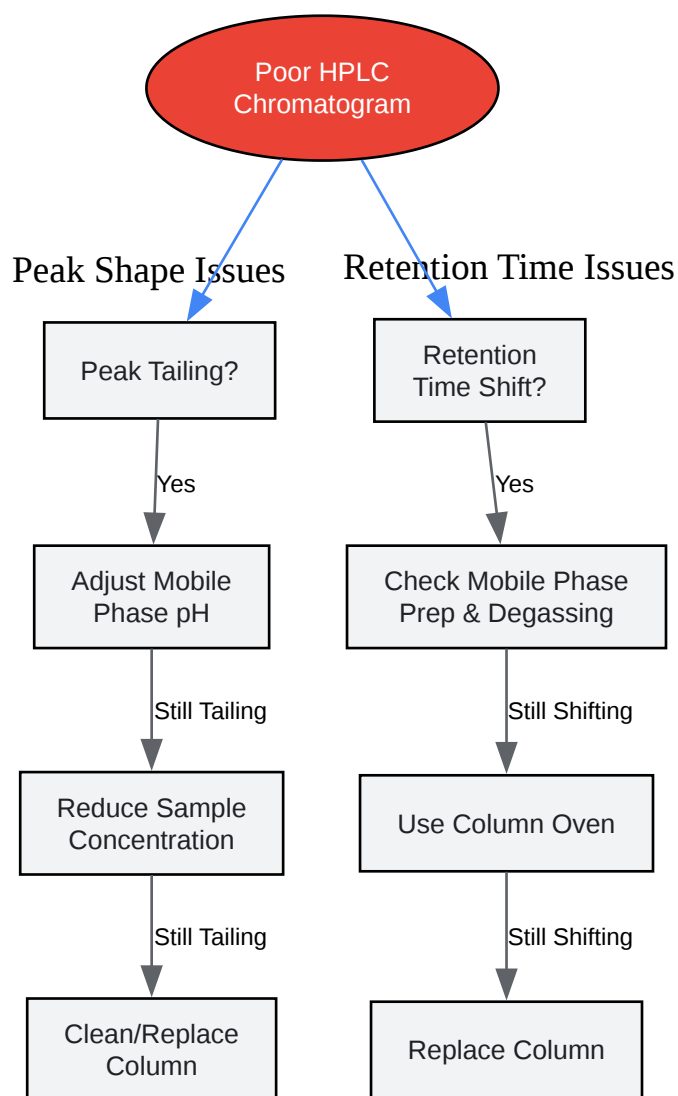 Poor HPLC
Chromatogram
Peak Shape Issues
Retention Time Issues
Peak Tailing?
Retention
Time Shift?
Yes
Yes
Adjust Mobile
Phase pH
Check Mobile Phase
Prep & Degassing
Still Tailing
Still Shifting
Reduce Sample
Concentration
Use Column Oven
Still Tailing
Still Shifting
Clean/Replace
Column
Replace Column